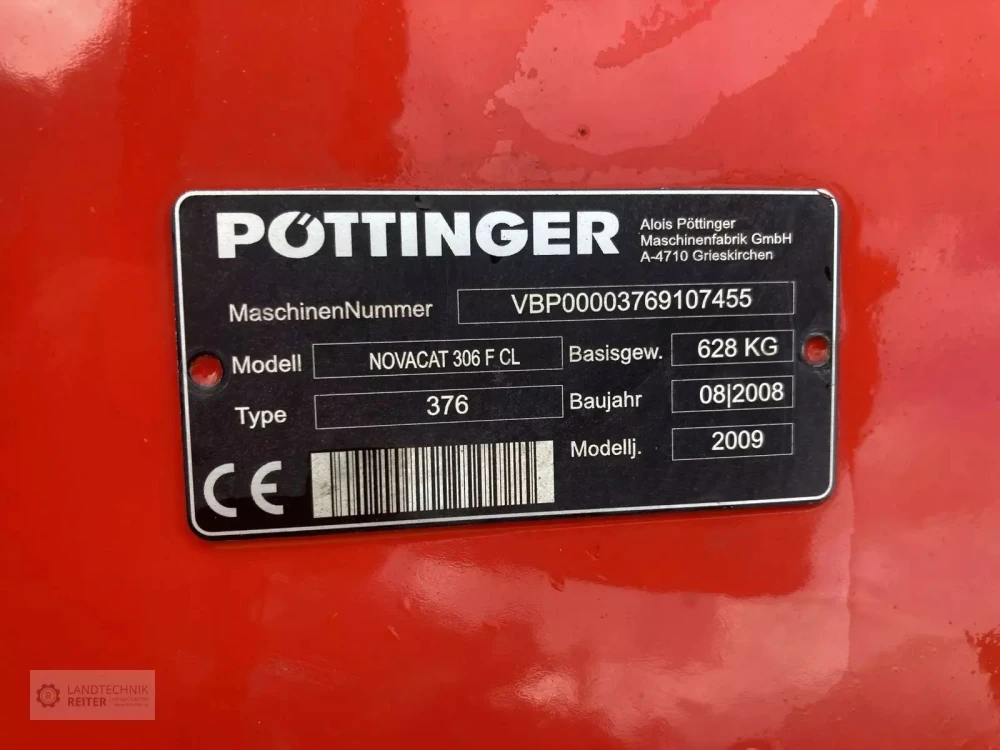 PÖTTINGER
Alois Pöttinger
Maschinenfabrik GmbH
A-4710 Grieskirchen
MaschinenNummer VBP00003769107455
Modell NOVACAT 306 F CL Basisgew. 628 KG
Type 376 Baujahr 08|2008
Modellj. 2009
CE
LANDTECHNIK
REITER